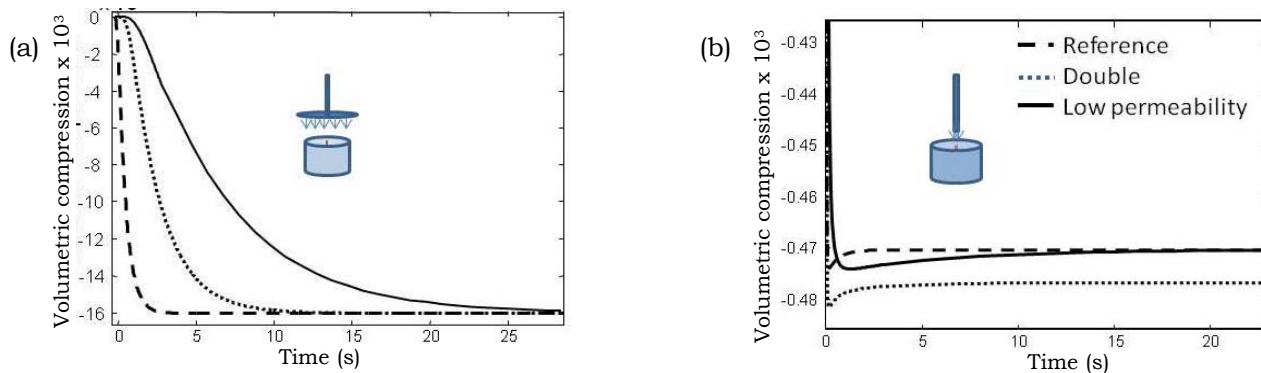 (a)
Volumetric compression x 10³
0
-2
-4
-6
-8
-10
-12
-14
-16
0 5 10 15 20 25
Time (s)
(b)
Volumetric compression x 10³
-0.43
-0.44
-0.45
-0.46
-0.47
-0.48
Reference
Double
Low permeability
0 5 10 15 20
Time (s)